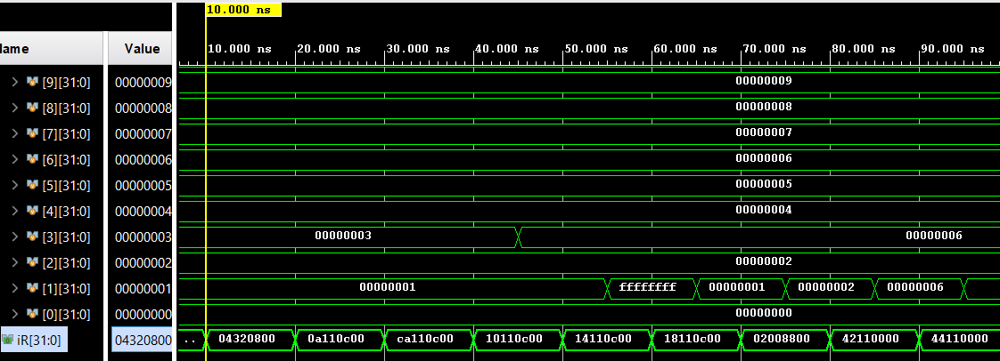 10.000 ns
lame Value
10.000 ns 20.000 ns 30.000 ns 40.000 ns 50.000 ns 60.000 ns 70.000 ns 80.000 ns 90.000 ns
[9][31:0] 00000009 00000009
[8][31:0] 00000008 00000008
[7][31:0] 00000007 00000007
[6][31:0] 00000006 00000006
[5][31:0] 00000005 00000005
[4][31:0] 00000004 00000004
[3][31:0] 00000003 00000003 00000006
[2][31:0] 00000002 00000002
[1][31:0] 00000001 00000001 ffffffff 00000001 00000002 00000006
[0][31:0] 00000000 00000000
iR[31:0] 04320800 .. 04320800 0a110c00 ca110c00 10110c00 14110c00 18110c00 02008800 42110000 44110000